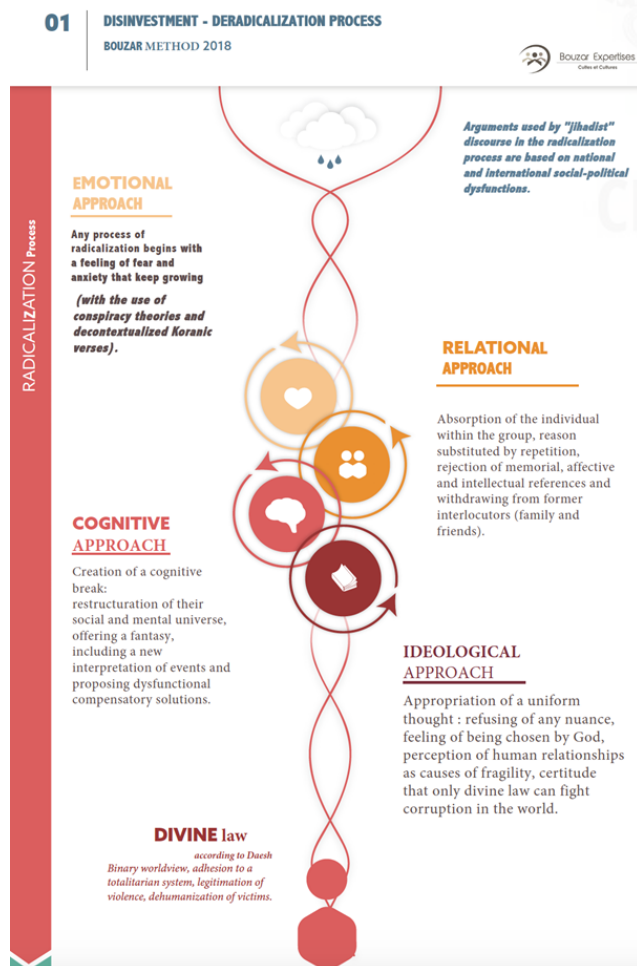 01
DISINVESTMENT - DERADICALIZATION PROCESS
BOUZAR METHOD 2018
Bouzar Expertises
Cultes et Cultures
Arguments used by "jihadist"
discourse in the radicalization
process are based on national
and international social-political
dysfunctions.
EMOTIONAL
APPROACH
Any process of
radicalization begins with
a feeling of fear and
anxiety that keep growing
(with the use of
conspiracy theories and
decontextualized Koranic
verses).
RADICALIZATION Process
RELATIONAL
APPROACH
Absorption of the individual
within the group, reason
substituted by repetition,
rejection of memorial, affective
and intellectual references and
withdrawing from former
interlocutors (family and
friends).
COGNITIVE
APPROACH
Creation of a cognitive
break:
restructuration of their
social and mental universe,
offering a fantasy,
including a new
interpretation of events and
proposing dysfunctional
compensatory solutions.
IDEOLOGICAL
APPROACH
Appropriation of a uniform
thought : refusing of any nuance,
feeling of being chosen by God,
perception of human relationships
as causes of fragility, certitude
that only divine law can fight
corruption in the world.
DIVINE law
according to Daesh
Binary worldview, adhesion to a
totalitarian system, legitimation of
violence, dehumanization of victims.